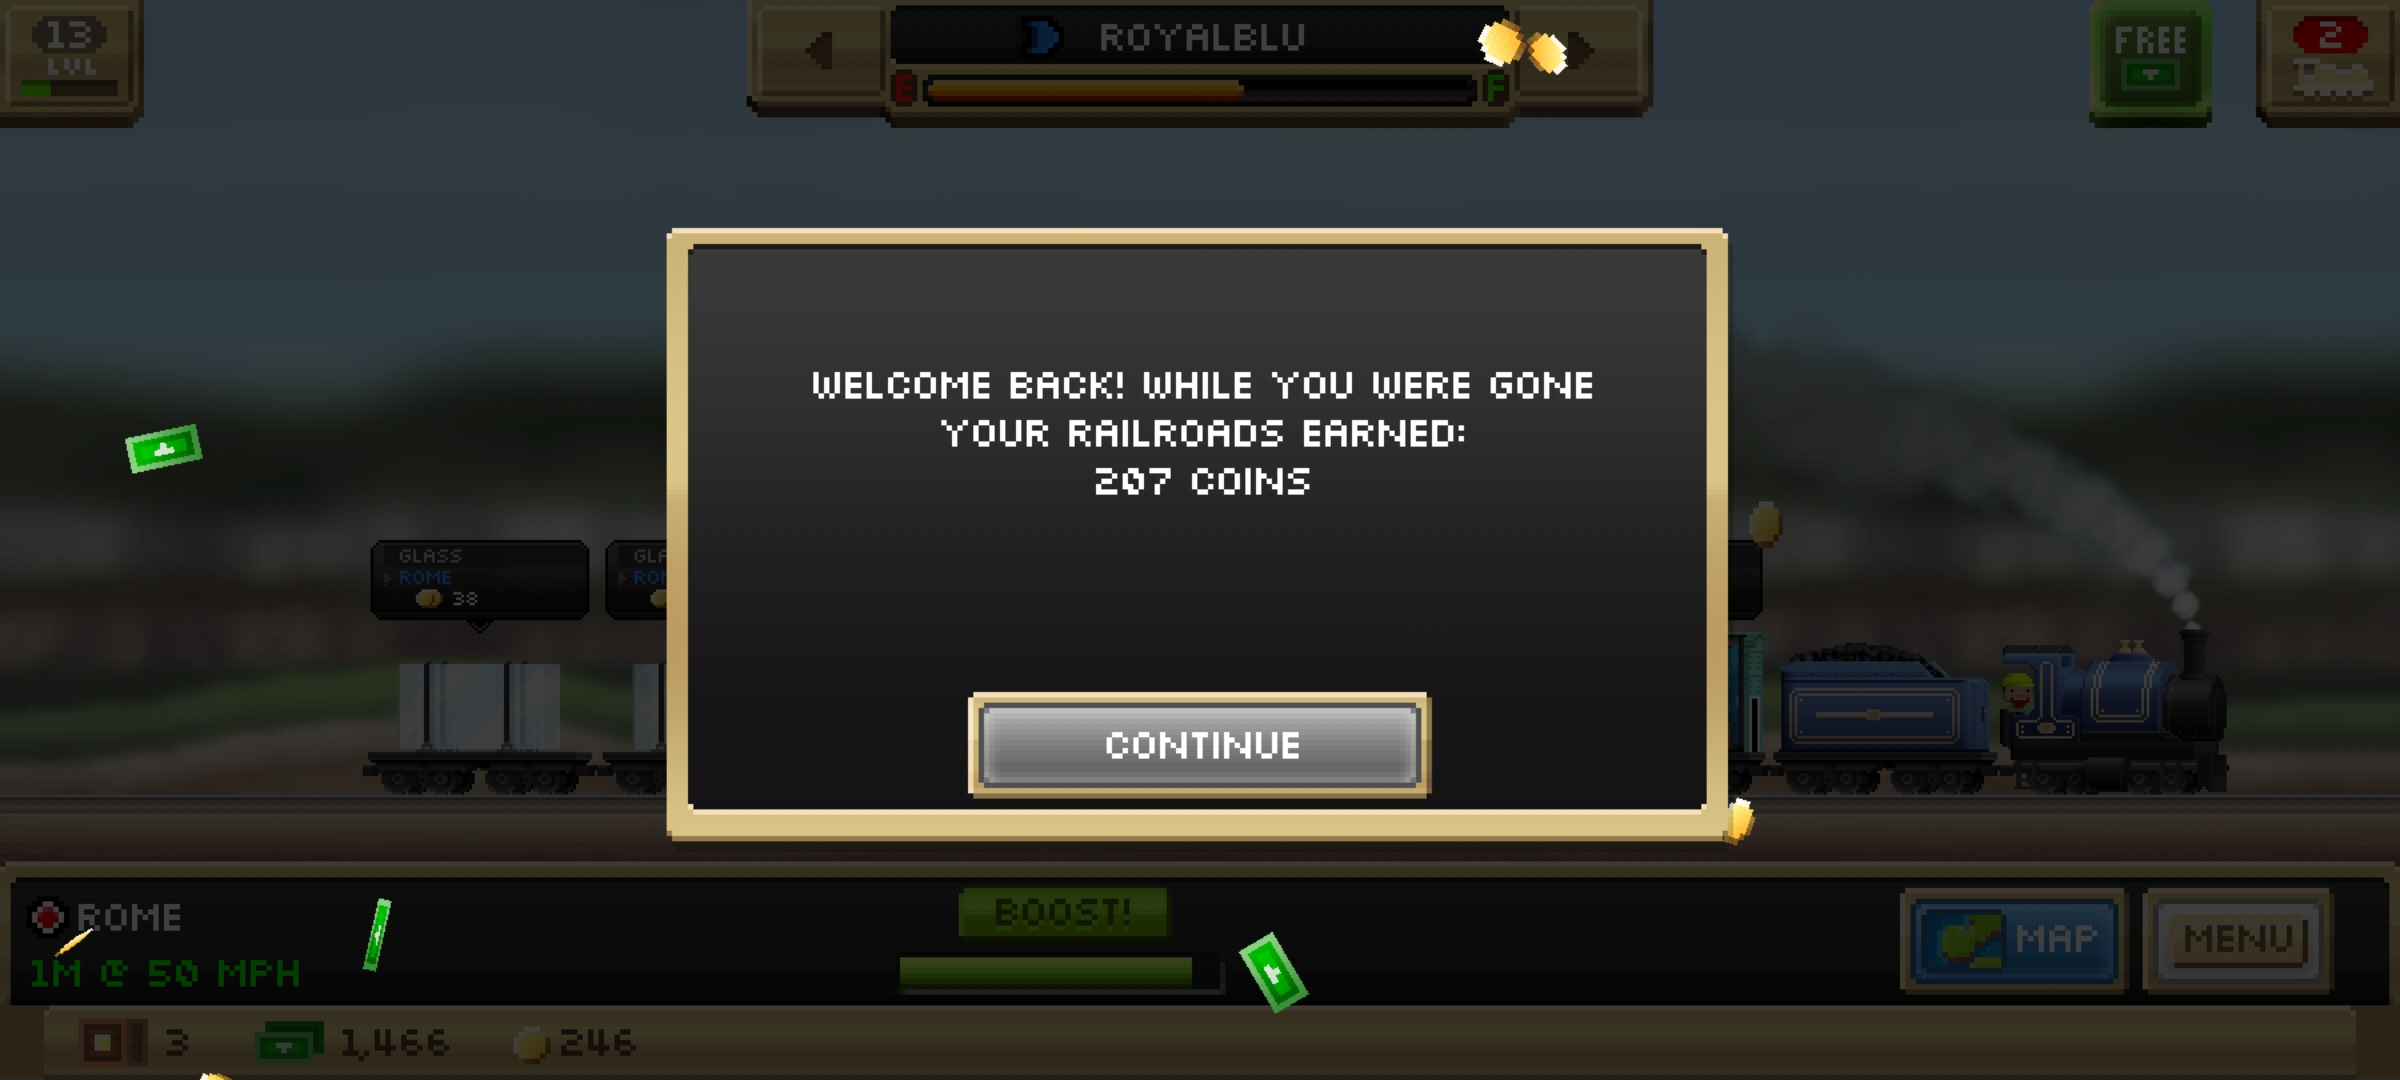 13
LVL
ROYALBLU
E F
FREE
2
WELCOME BACK! WHILE YOU WERE GONE
YOUR RAILROADS EARNED:
207 COINS
GLASS
ROME
38
CONTINUE
ROME
1M @ 50 MPH
BOOST!
MAP
MENU
3
1,466
246